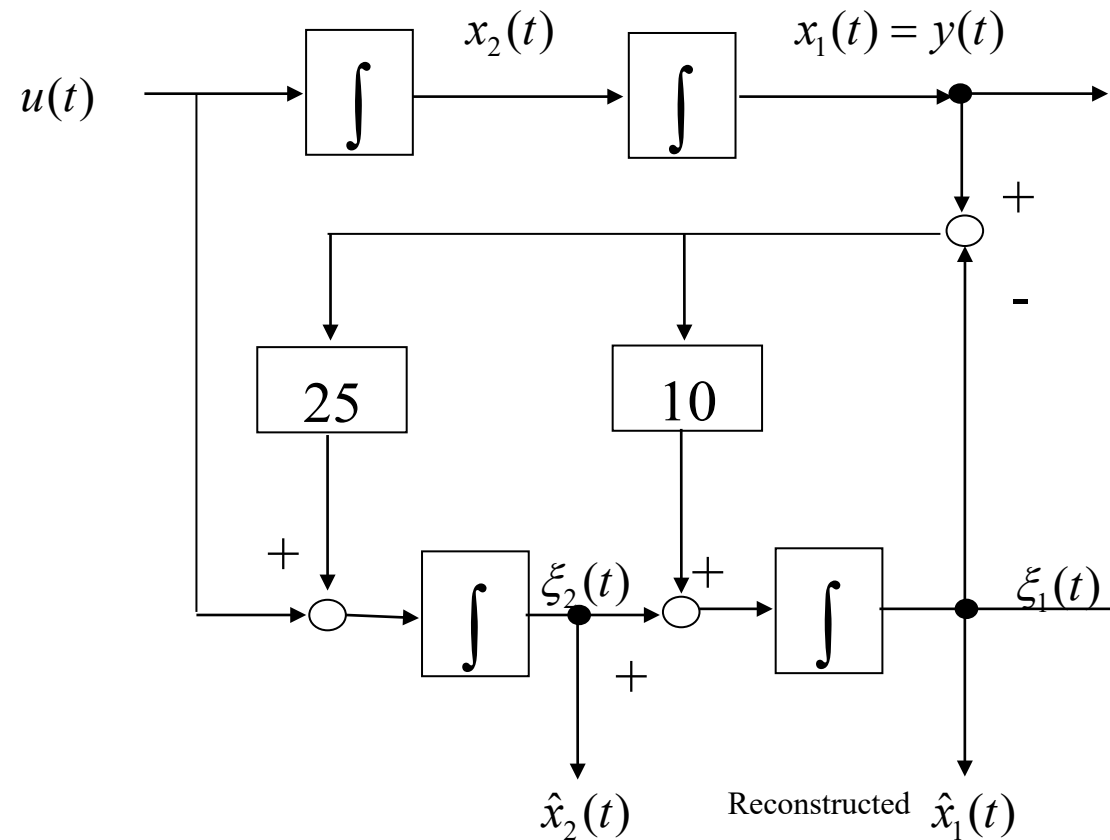 x₂(t)
x₁(t) = y(t)
u(t)
∫
∫
+
-
25
10
+
∫
ξ₂(t)
+
+
∫
ξ₁(t)
x̂₂(t)
Reconstructed x̂₁(t)